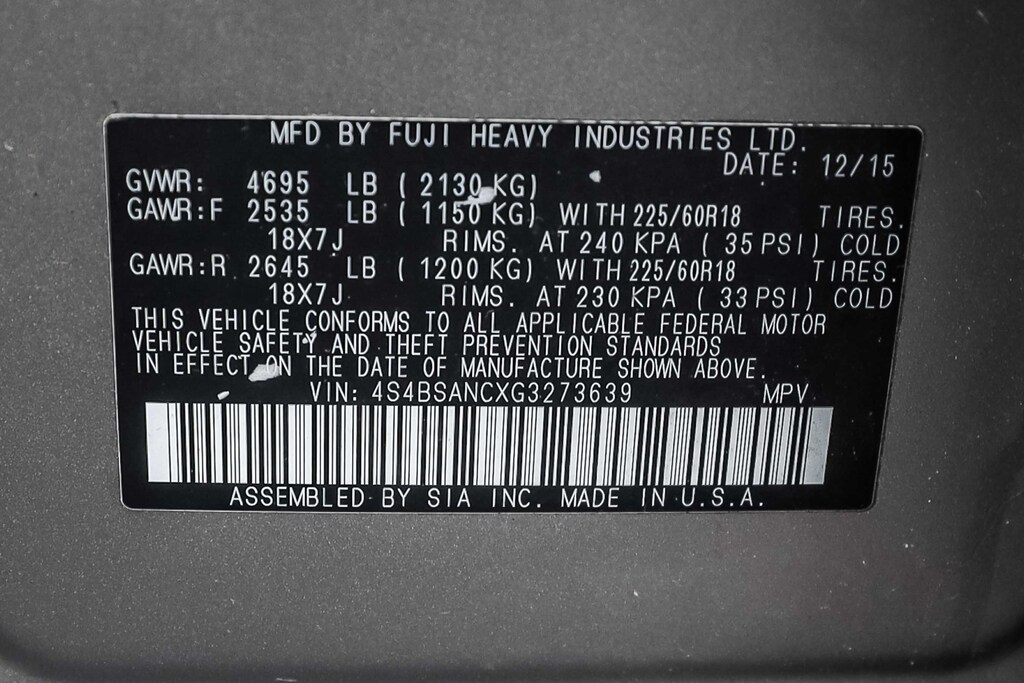 MFD BY FUJI HEAVY INDUSTRIES LTD.
DATE: 12/15
GVWR: 4695 LB ( 2130 KG)
GAWR:F 2535 LB ( 1150 KG) WITH 225/60R18 TIRES.
18X7J RIMS. AT 240 KPA ( 35 PSI) COLD
GAWR:R 2645 LB ( 1200 KG) WITH 225/60R18 TIRES.
18X7J RIMS. AT 230 KPA ( 33 PSI) COLD
THIS VEHICLE CONFORMS TO ALL APPLICABLE FEDERAL MOTOR
VEHICLE SAFETY AND THEFT PREVENTION STANDARDS
IN EFFECT ON THE DATE OF MANUFACTURE SHOWN ABOVE.
VIN: 4S4BSANCXG3273639 MPV
ASSEMBLED BY SIA INC. MADE IN U.S.A.